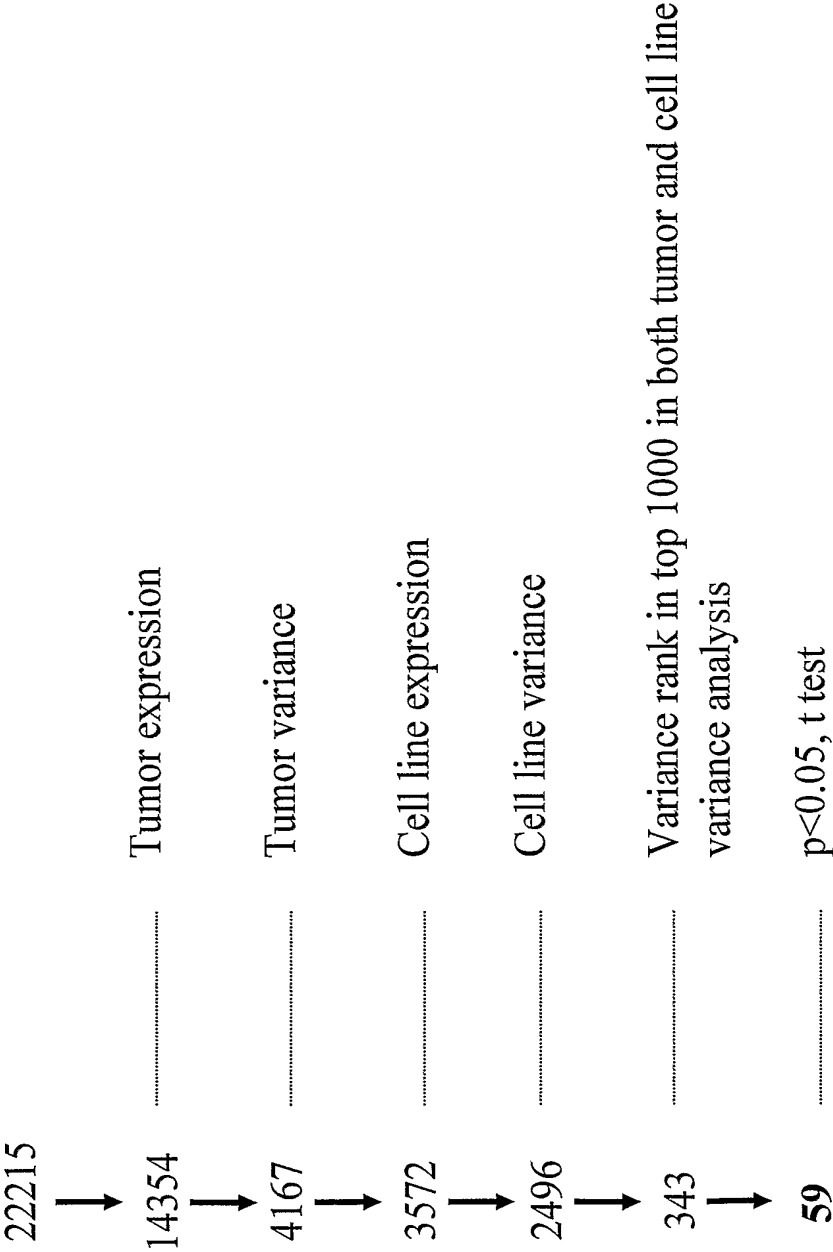 22215
14354 Tumor expression
4167 Tumor variance
3572 Cell line expression
2496 Cell line variance
343 Variance rank in top 1000 in both tumor and cell line
variance analysis
59 p<0.05, t test